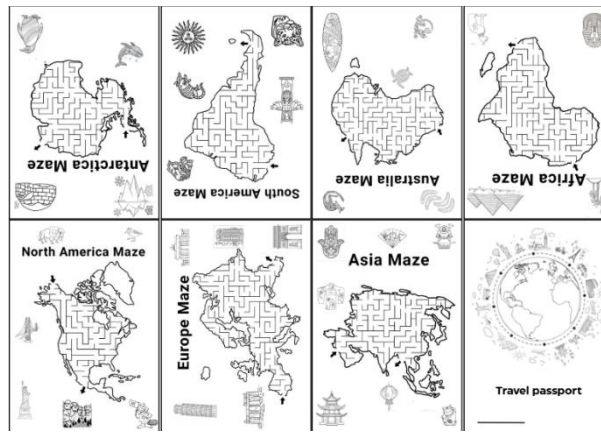 Antarctica Maze
South America Maze
Australia Maze
Africa Maze
North America Maze
Europe Maze
Asia Maze
Travel passport